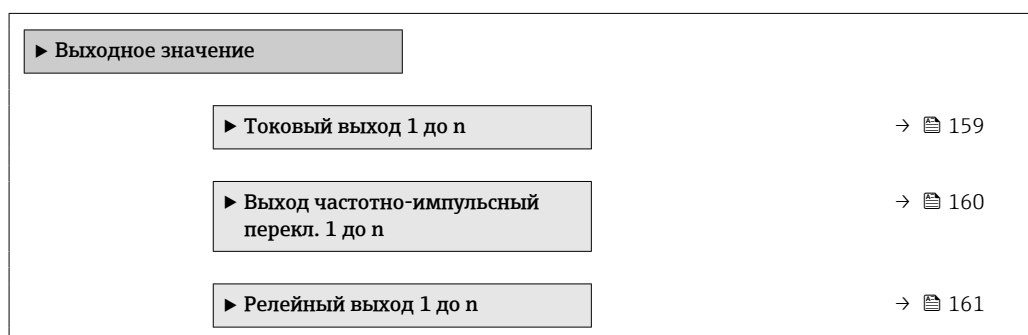 ▶ Выходное значение
▶ Токовый выход 1 до n → 159
▶ Выход частотно-импульсный → 160
перекл. 1 до n
▶ Релейный выход 1 до n → 161